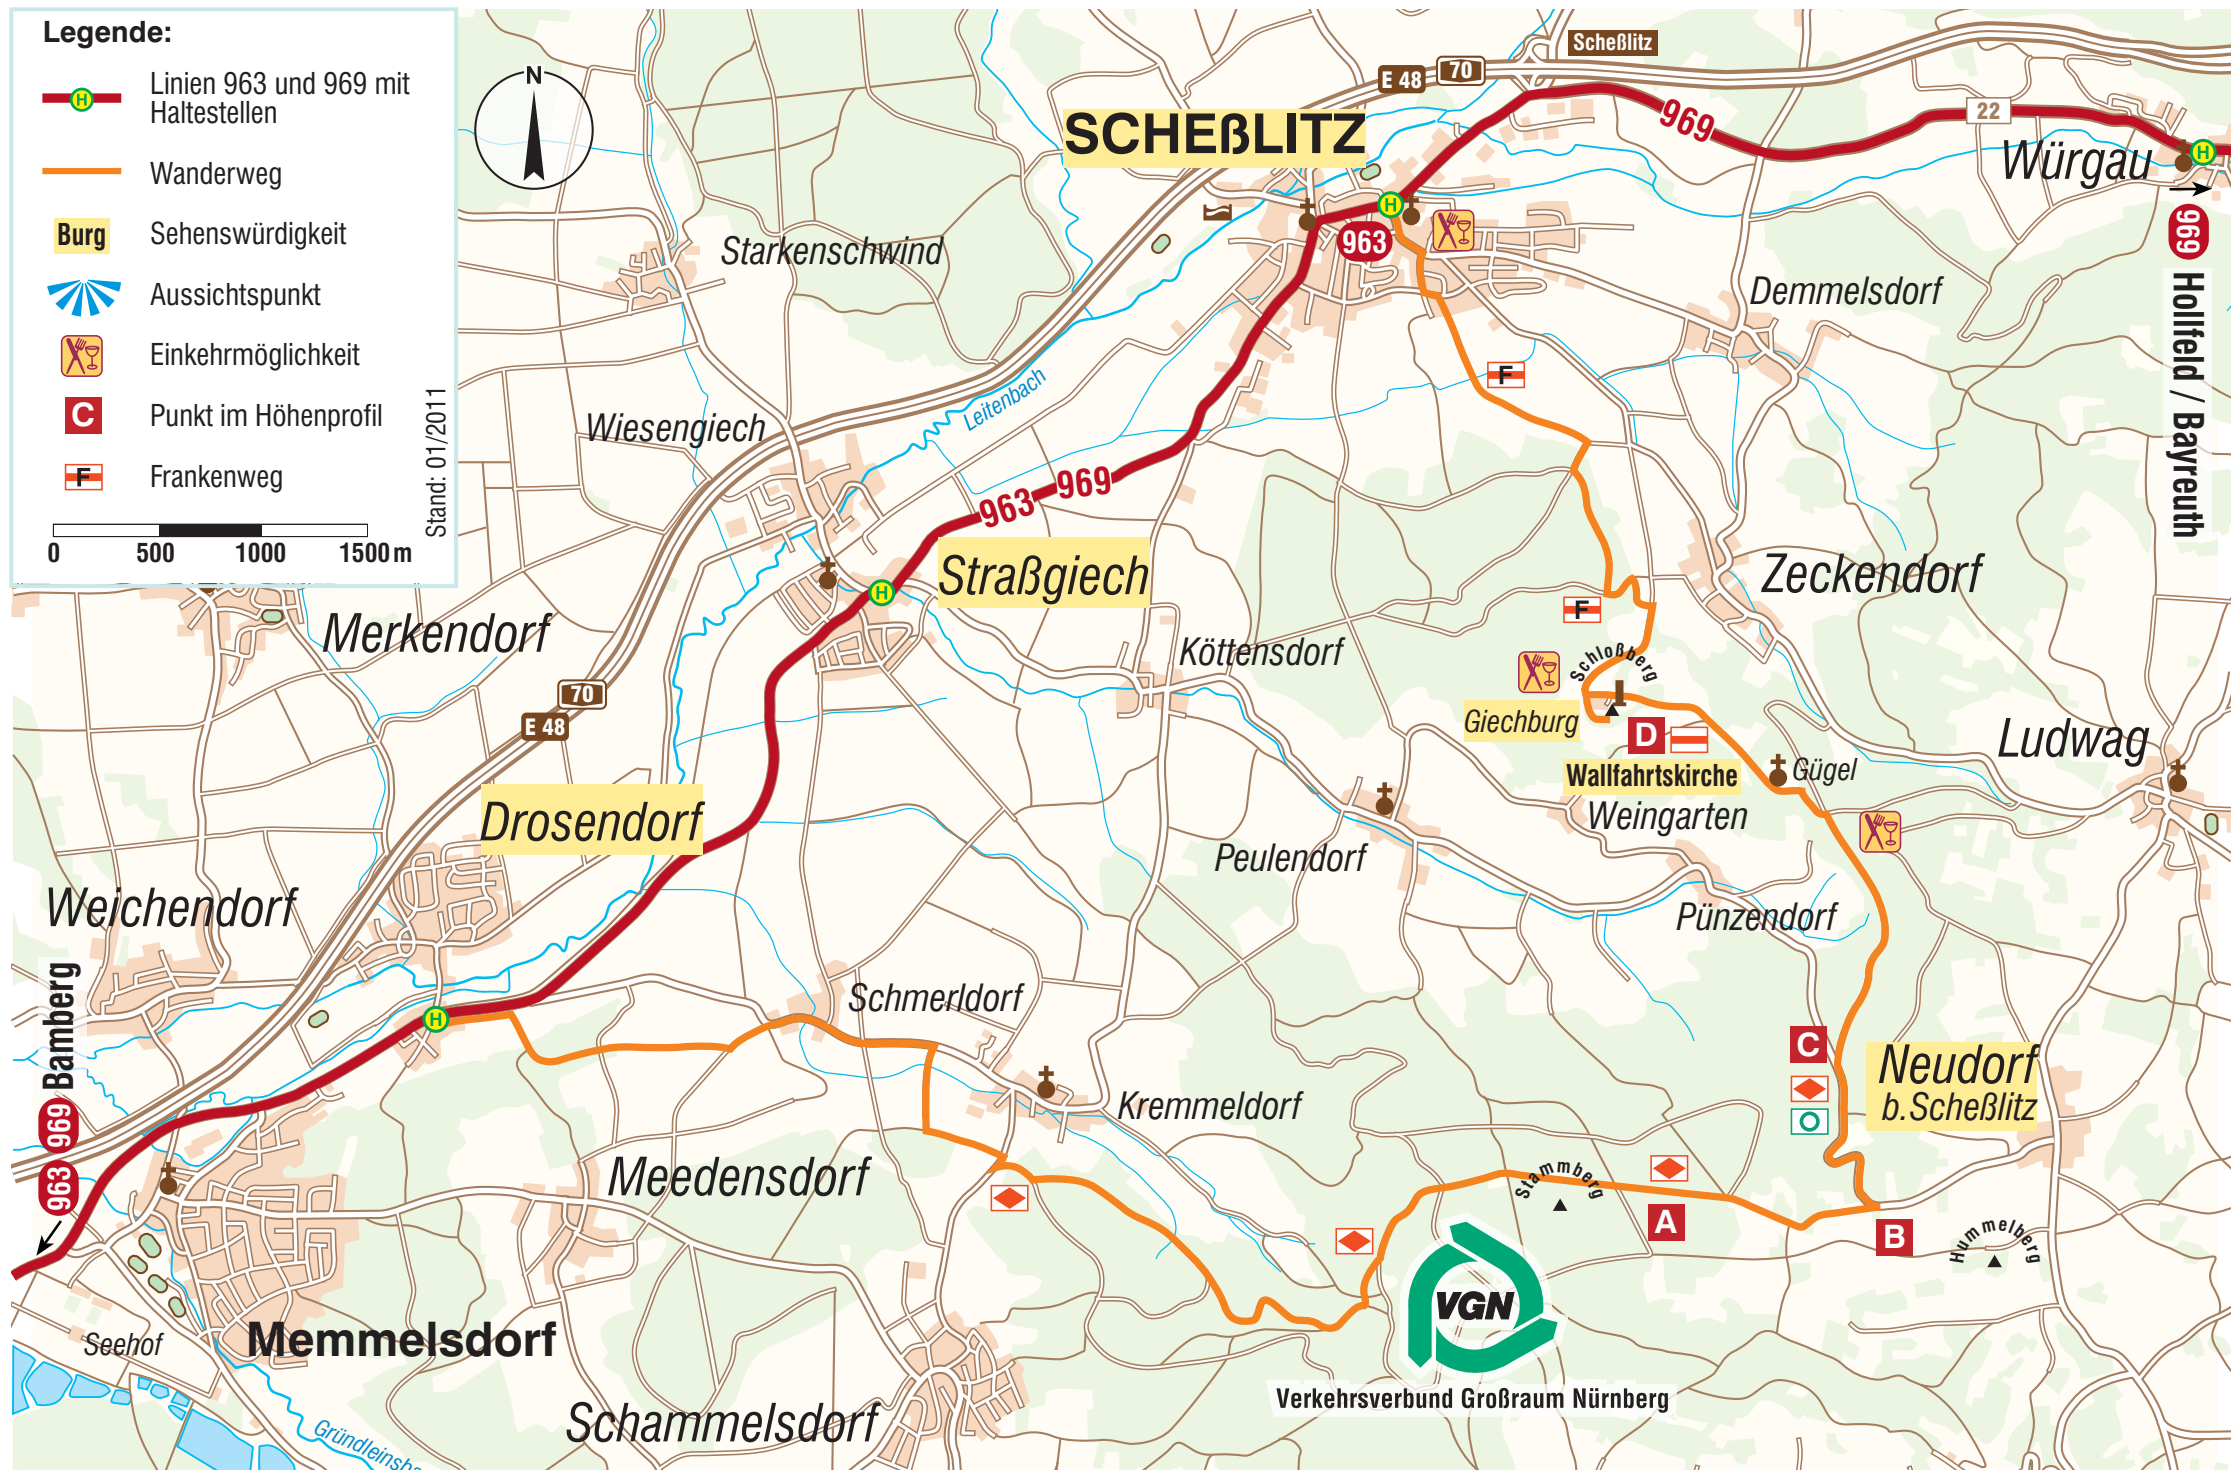 Legende:
Linien 963 und 969 mit
Haltestellen
H
Wanderweg
Burg
Sehenswürdigkeit
Aussichtspunkt
Einkehrmöglichkeit
C
Punkt im Höhenprofil
F
Frankenweg
0 500 1000 1500 m
Stand: 01/2011
N
Scheßlitz
E 48
70
SCHEßLITZ
969
22
Würgau
H
H
963
969
Hollfeld / Bayreuth
Starkenschwind
Demmelsdorf
F
Leitenbach
Wiesengiech
963
969
Straßgiech
H
Zeckendorf
Merkendorf
F
Köttensdorf
Schloßberg
70
E 48
Giechburg
D
Ludwag
Wallfahrtskirche
Gügel
Weingarten
Drosendorf
Peulendorf
Weichendorf
Pünzendorf
Bamberg
969
963
H
Schmerldorf
C
Neudorf
b.Scheßlitz
Kremmeldorf
Meedensdorf
Stammberg
A
B
Hummelberg
VGN
Verkehrsverbund Großraum Nürnberg
Seehof
Memmelsdorf
Schammelsdorf